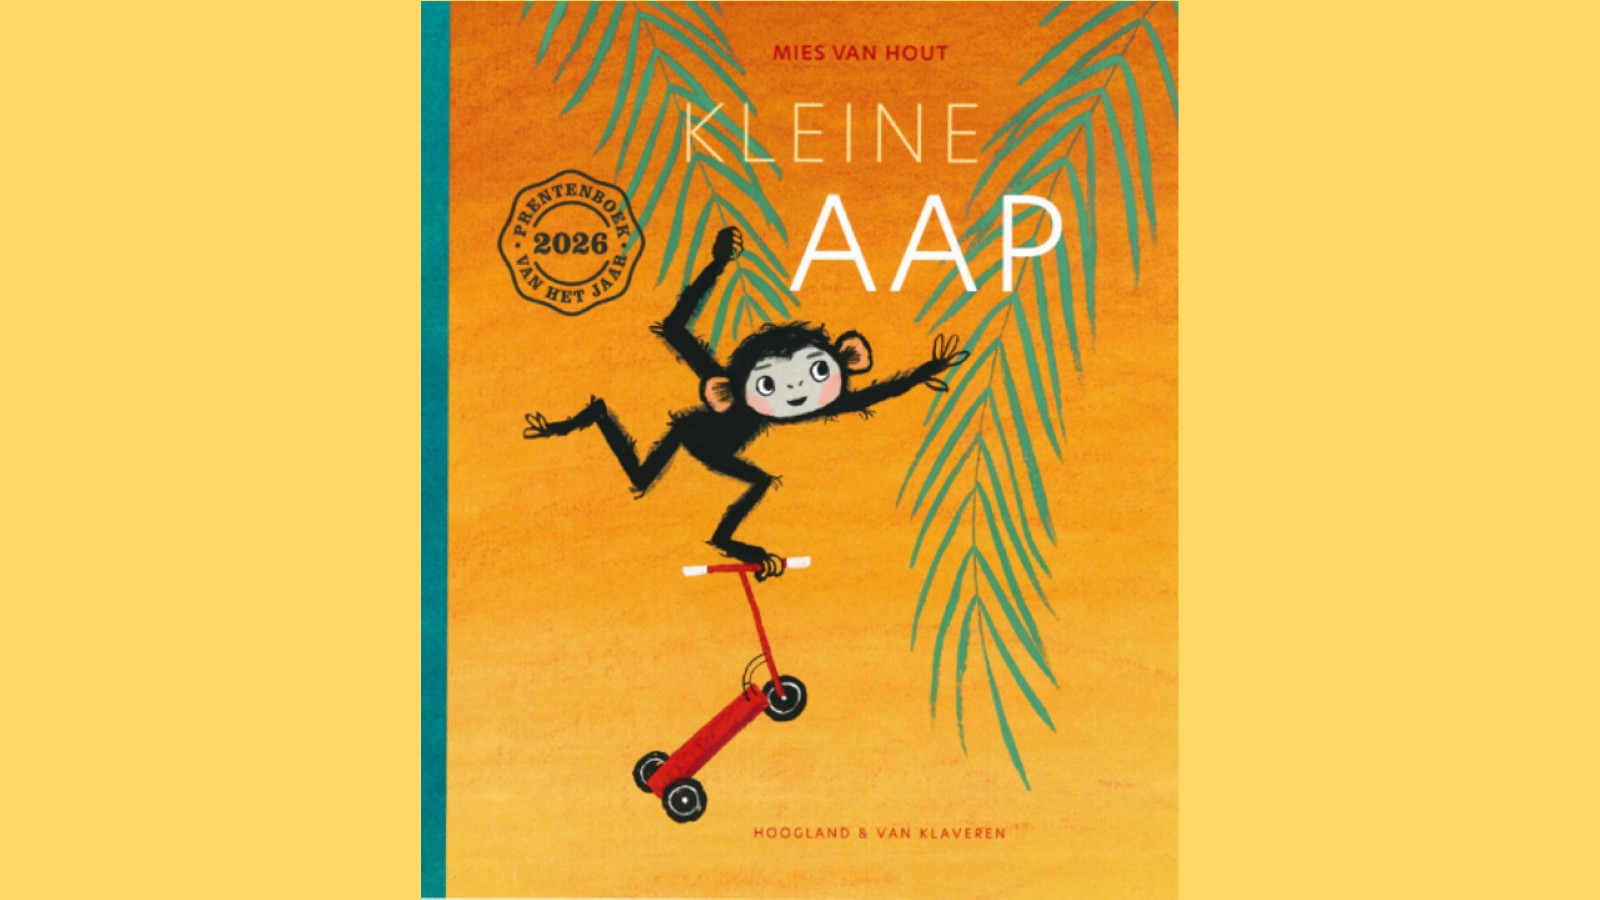 MIES VAN HOUT
KLEINE
AAP
PRENTENBOEK
2026
VAN HET JAAR
HOOGLAND & VAN KLAVEREN